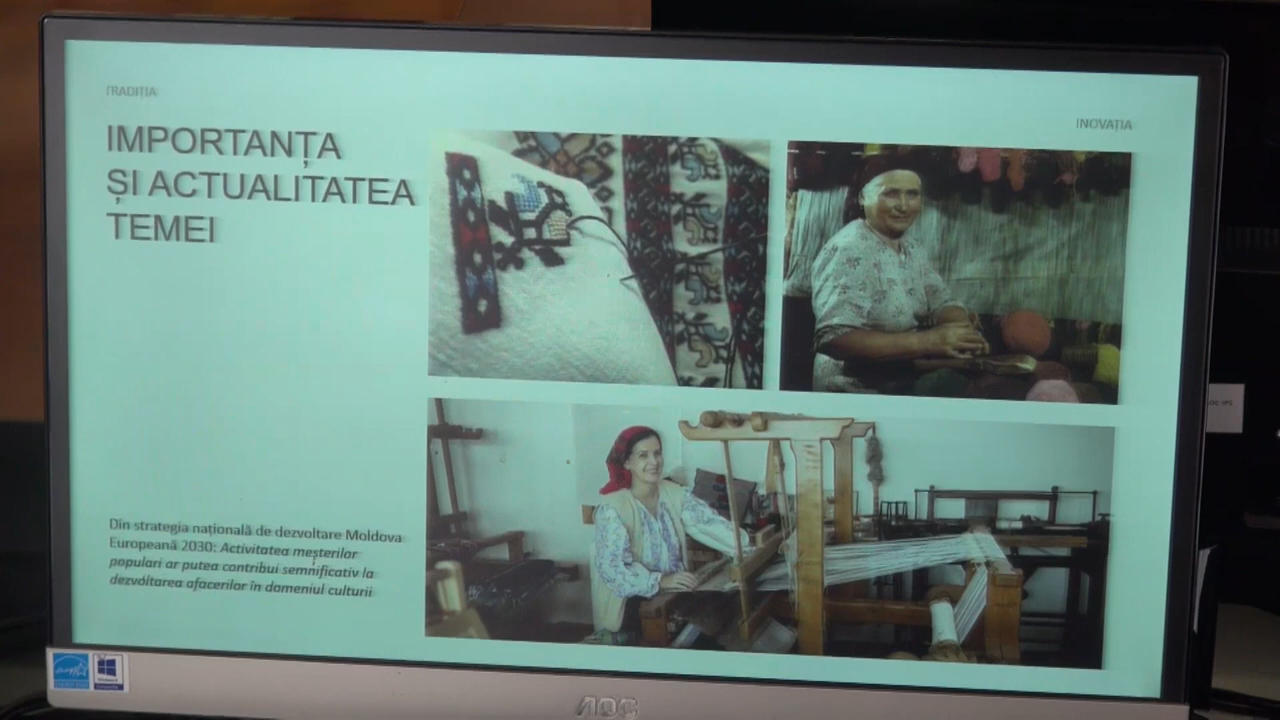 TRADIȚIA
INOVAȚIA
IMPORTANȚA
ȘI ACTUALITATEA
TEMEI
Din strategia națională de dezvoltare Moldova
Europeană 2030: Activitatea meșterilor
populari ar putea contribui semnificativ la
dezvoltarea afacerilor în domeniul culturii
AOC